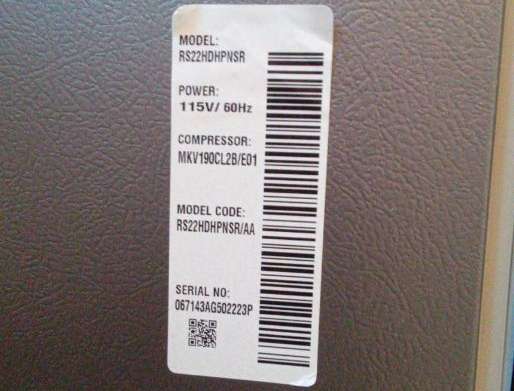 MODEL:
RS22HDHPNSR
POWER:
115V/ 60Hz
COMPRESSOR:
MKV190CL2B/E01
MODEL CODE:
RS22HDHPNSR/AA
SERIAL NO:
067143AG502223P